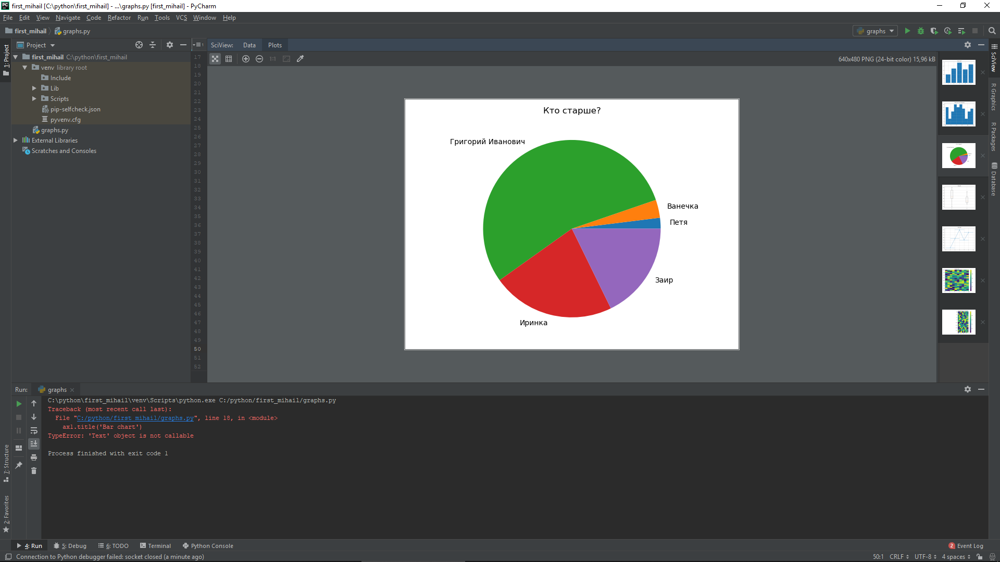 first_mihail [C:\python\first_mihail] - ...\graphs.py [first_mihail] - PyCharm
File Edit View Navigate Code Refactor Run Tools VCS Window Help
first_mihail graphs.py graphs
Project SciView: Data Plots
1: Project
first_mihail C:\python\first_mihail
venv library root
Include
Lib
Scripts
pip-selfcheck.json
pyvenv.cfg
graphs.py
External Libraries
Scratches and Consoles
1
17
18
19
20
21
22
23
24
25
26
27
28
29
30
31
32
33
34
35
36
37
38
39
40
41
42
43
44
45
46
47
48
49
50
51
52
1:1
640x480 PNG (24-bit color) 15,96 kB
Кто старше?
Григорий Иванович
Ванечка
Петя
Заир
Иринка
SciView
R Graphics
R Packages
Database
Run: graphs
C:\python\first_mihail\venv\Scripts\python.exe C:/python/first_mihail/graphs.py
Traceback (most recent call last):
File "C:/python/first_mihail/graphs.py", line 18, in <module>
ax1.title('Bar chart')
TypeError: 'Text' object is not callable
Process finished with exit code 1
7: Structure
2: Favorites
4: Run 5: Debug 6: TODO Terminal Python Console 2 Event Log
Connection to Python debugger failed: socket closed (a minute ago) 50:1 CRLF UTF-8 4 spaces